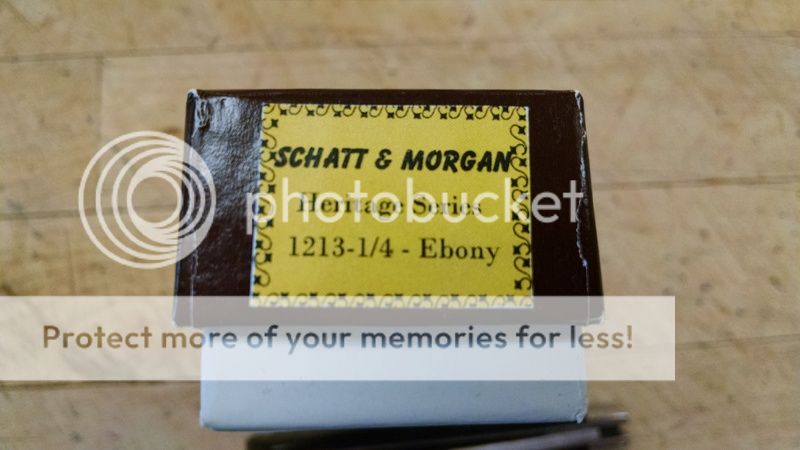 SCHATT & MORGAN
Heritage Series
1213-1/4 - Ebony
photobucket
Protect more of your memories for less!